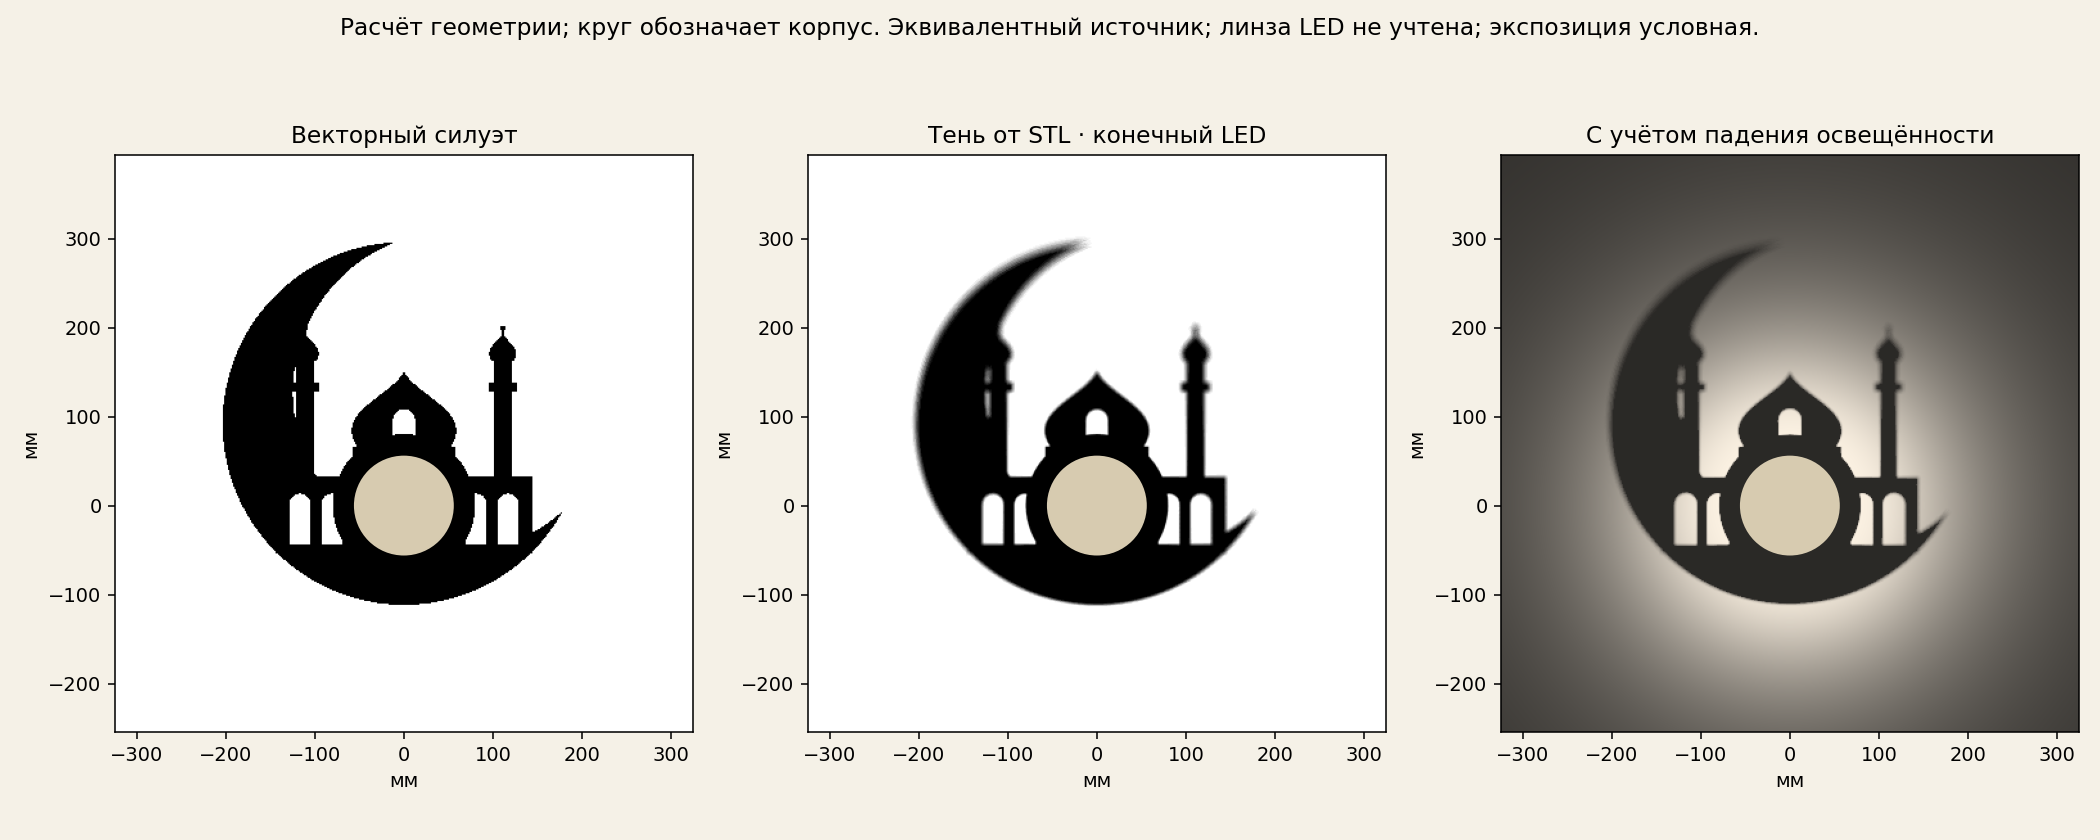 Расчёт геометрии; круг обозначает корпус. Эквивалентный источник; линза LED не учтена; экспозиция условная.
Векторный силуэт
Тень от STL · конечный LED
С учётом падения освещённости
300
200
100
0
−100
−200
мм
−300 −200 −100 0 100 200 300
мм
300
200
100
0
−100
−200
мм
−300 −200 −100 0 100 200 300
мм
300
200
100
0
−100
−200
мм
−300 −200 −100 0 100 200 300
мм